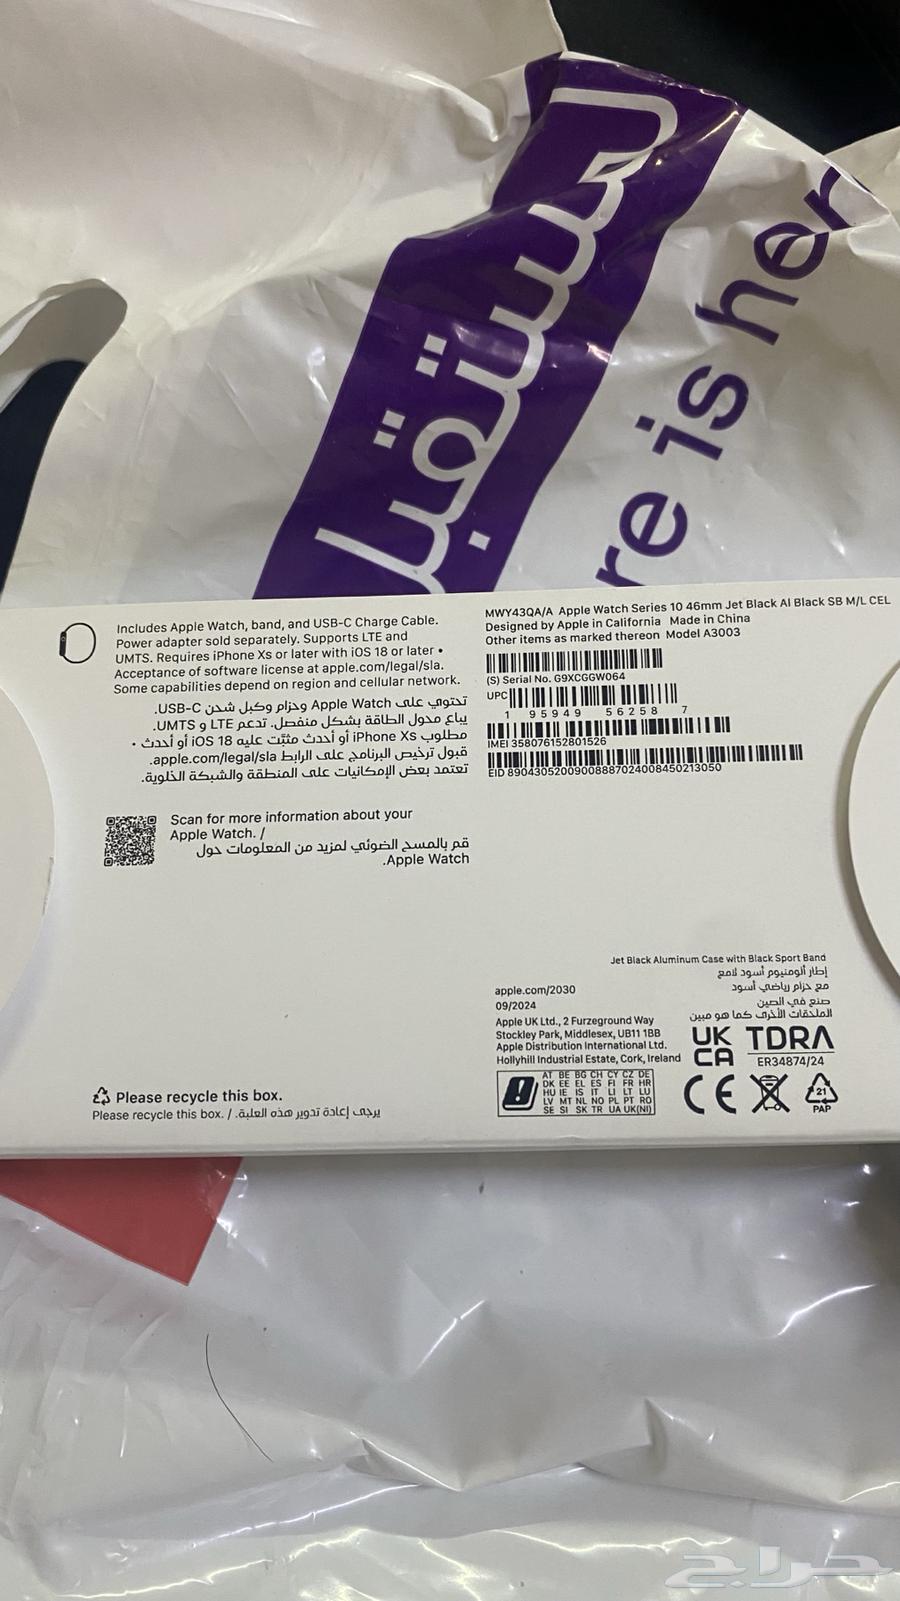 المستقبل
re is her
Includes Apple Watch, band, and USB-C Charge Cable.
Power adapter sold separately. Supports LTE and
UMTS. Requires iPhone Xs or later with iOS 18 or later •
Acceptance of software license at apple.com/legal/sla.
Some capabilities depend on region and cellular network.
تحتوي على Apple Watch وحزام وكبل شحن USB-C.
يباع محول الطاقة بشكل منفصل. تدعم LTE و UMTS.
مطلوب iPhone Xs أو أحدث مثبّت عليه iOS 18 أو أحدث •
قبول ترخيص البرنامج على الرابط apple.com/legal/sla.
تعتمد بعض الإمكانيات على المنطقة والشبكة الخلوية.
Scan for more information about your
Apple Watch. /
قم بالمسح الضوئي لمزيد من المعلومات حول
Apple Watch.
Please recycle this box.
Please recycle this box. / .يرجى إعادة تدوير هذه العلبة
MWY43QA/A Apple Watch Series 10 46mm Jet Black Al Black SB M/L CEL
Designed by Apple in California Made in China
Other items as marked thereon Model A3003
(S) Serial No. G9XCGGW064
UPC
1 95949 56258 7
IMEI 358076152801526
EID 89043052009008887024008450213050
Jet Black Aluminum Case with Black Sport Band
إطار ألومنيوم أسود لامع
مع حزام رياضي أسود
صنع في الصين
الملحقات الأخرى كما هو مبين
apple.com/2030
09/2024
Apple UK Ltd., 2 Furzeground Way
Stockley Park, Middlesex, UB11 1BB
Apple Distribution International Ltd.
Hollyhill Industrial Estate, Cork, Ireland
UK
CA
TDRA
ER34874/24
AT BE BG CH CY CZ DE
DK EE EL ES FI FR HR
HU IE IS IT LI LT LU
LV MT NL NO PL PT RO
SE SI SK TR UA UK(NI)
CE
21
PAP
حراج